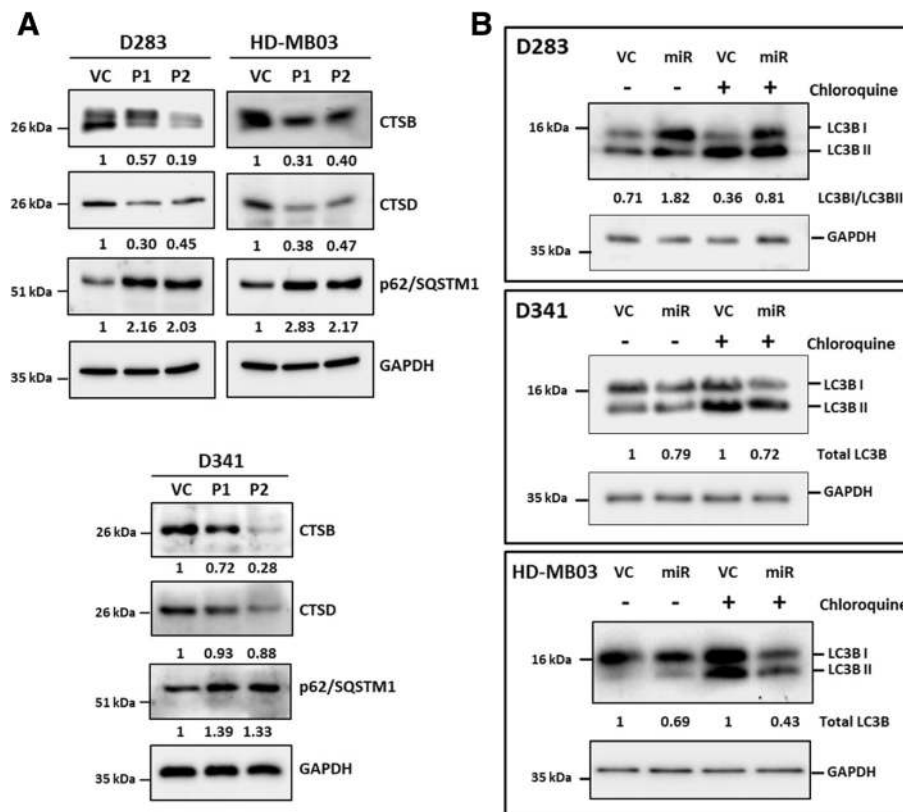 A
D283 HD-MB03
VC P1 P2 VC P1 P2
26 kDa CTSB
1 0.57 0.19 1 0.31 0.40
26 kDa CTSD
1 0.30 0.45 1 0.38 0.47
51 kDa p62/SQSTM1
1 2.16 2.03 1 2.83 2.17
35 kDa GAPDH
D341
VC P1 P2
26 kDa CTSB
1 0.72 0.28
26 kDa CTSD
1 0.93 0.88
51 kDa p62/SQSTM1
1 1.39 1.33
35 kDa GAPDH
B
D283
VC miR VC miR
- - + + Chloroquine
16 kDa LC3B I
LC3B II
0.71 1.82 0.36 0.81 LC3BI/LC3BII
35 kDa GAPDH
D341
VC miR VC miR
- - + + Chloroquine
16 kDa LC3B I
LC3B II
1 0.79 1 0.72 Total LC3B
35 kDa GAPDH
HD-MB03
VC miR VC miR
- - + + Chloroquine
16 kDa LC3B I
LC3B II
1 0.69 1 0.43 Total LC3B
35 kDa GAPDH